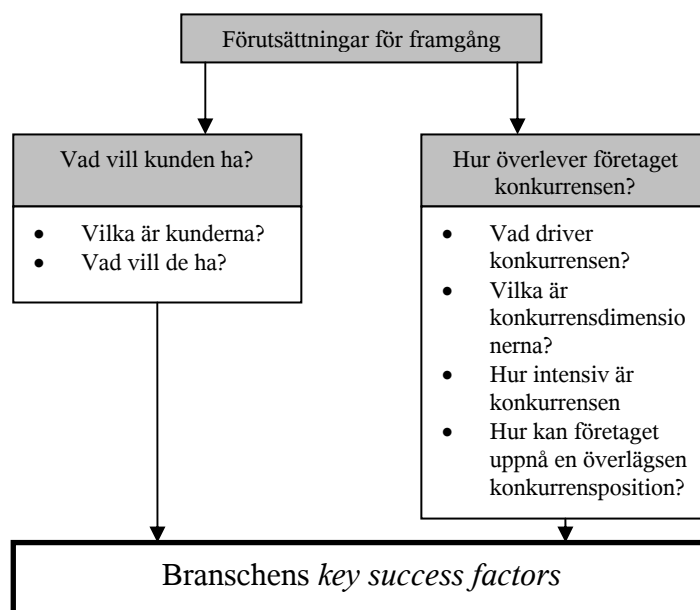 Förutsättningar för framgång
Vad vill kunden ha?
• Vilka är kunderna?
• Vad vill de ha?
Hur överlever företaget
konkurrensen?
• Vad driver
konkurrensen?
• Vilka är
konkurrensdimensio
nerna?
• Hur intensiv är
konkurrensen
• Hur kan företaget
uppnå en överlägsen
konkurrensposition?
Branschens key success factors